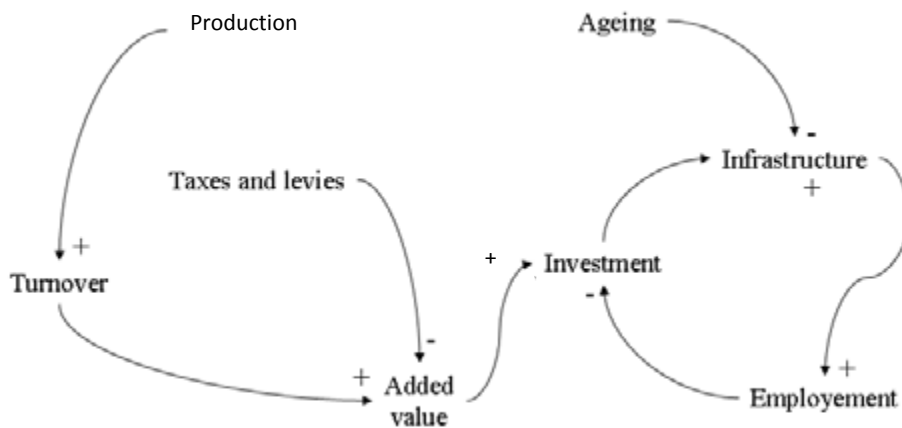 Production
Ageing
-
Infrastructure
+
Taxes and levies
+
+
Investment
-
Turnover
-
+
+
Added
value
Employement